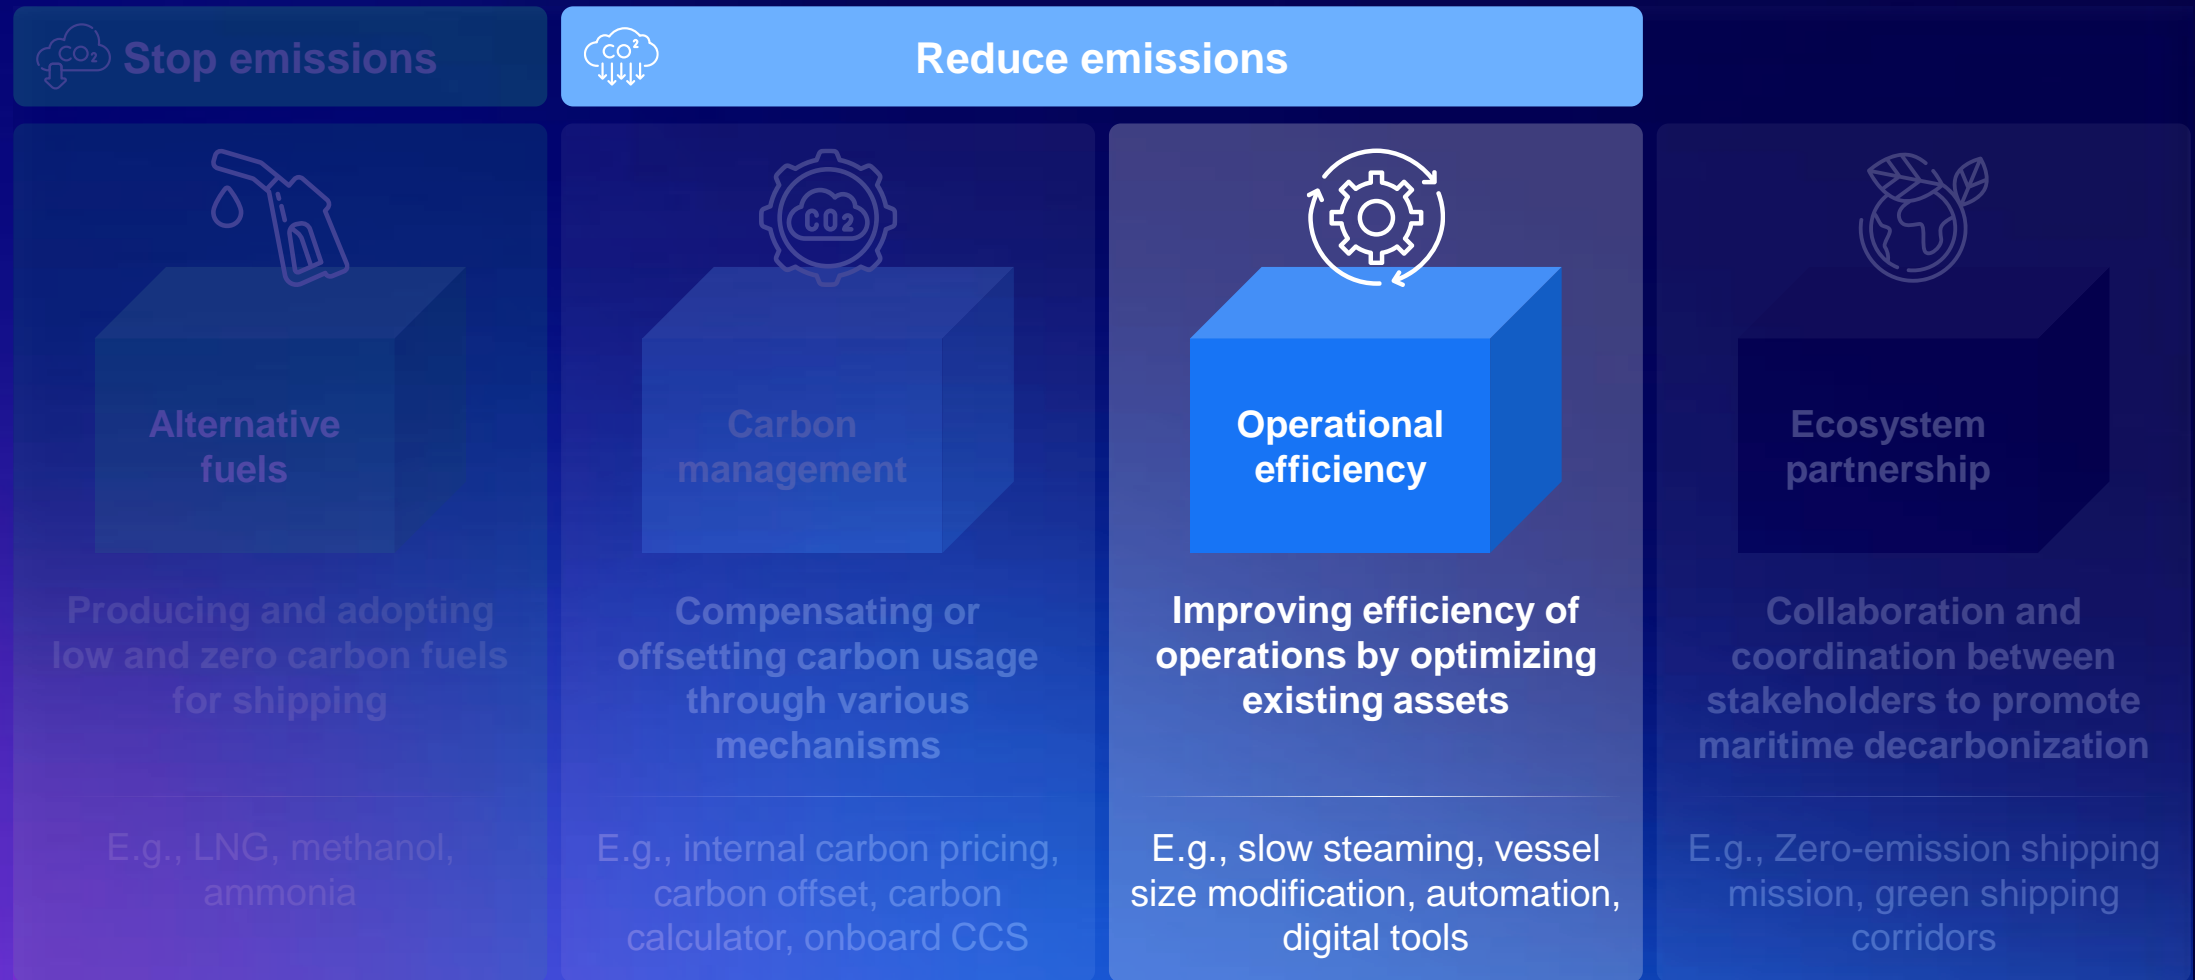 CO2
Stop emissions
CO2
Reduce emissions
Alternative
fuels
Producing and adopting
low and zero carbon fuels
for shipping
E.g., LNG, methanol,
ammonia
CO2
Carbon
management
Compensating or
offsetting carbon usage
through various
mechanisms
E.g., internal carbon pricing,
carbon offset, carbon
calculator, onboard CCS
Operational
efficiency
Improving efficiency of
operations by optimizing
existing assets
E.g., slow steaming, vessel
size modification, automation,
digital tools
Ecosystem
partnership
Collaboration and
coordination between
stakeholders to promote
maritime decarbonization
E.g., Zero-emission shipping
mission, green shipping
corridors